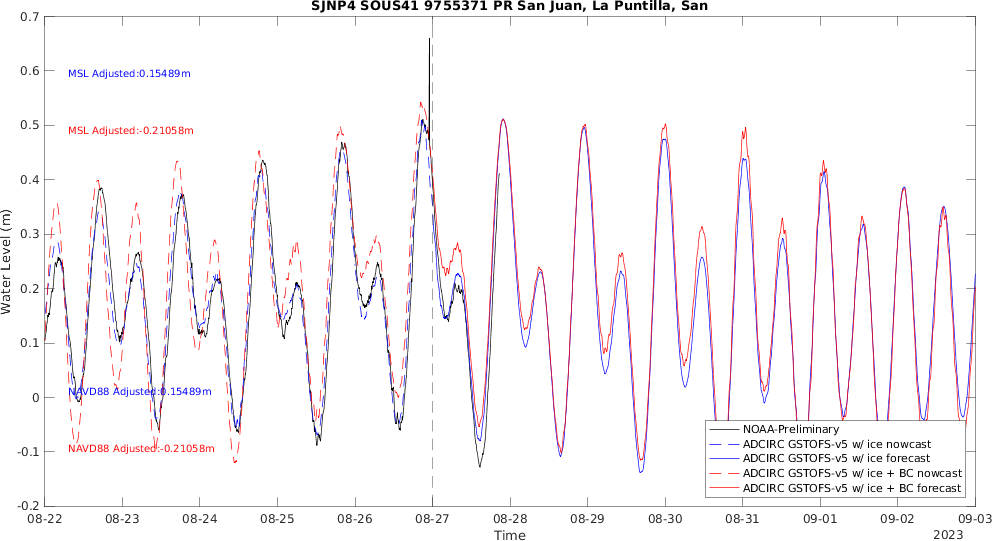 SJNP4 SOUS41 9755371 PR San Juan, La Puntilla, San
0.7
0.6
0.5
0.4
0.3
0.2
0.1
0
-0.1
-0.2
Water Level (m)
MSL Adjusted:0.15489m
MSL Adjusted:-0.21058m
NAVD88 Adjusted:0.15489m
NAVD88 Adjusted:-0.21058m
NOAA-Preliminary
ADCIRC GSTOFS-v5 w/ ice nowcast
ADCIRC GSTOFS-v5 w/ ice forecast
ADCIRC GSTOFS-v5 w/ ice + BC nowcast
ADCIRC GSTOFS-v5 w/ ice + BC forecast
08-22 08-23 08-24 08-25 08-26 08-27 08-28 08-29 08-30 08-31 09-01 09-02 09-03
Time
2023